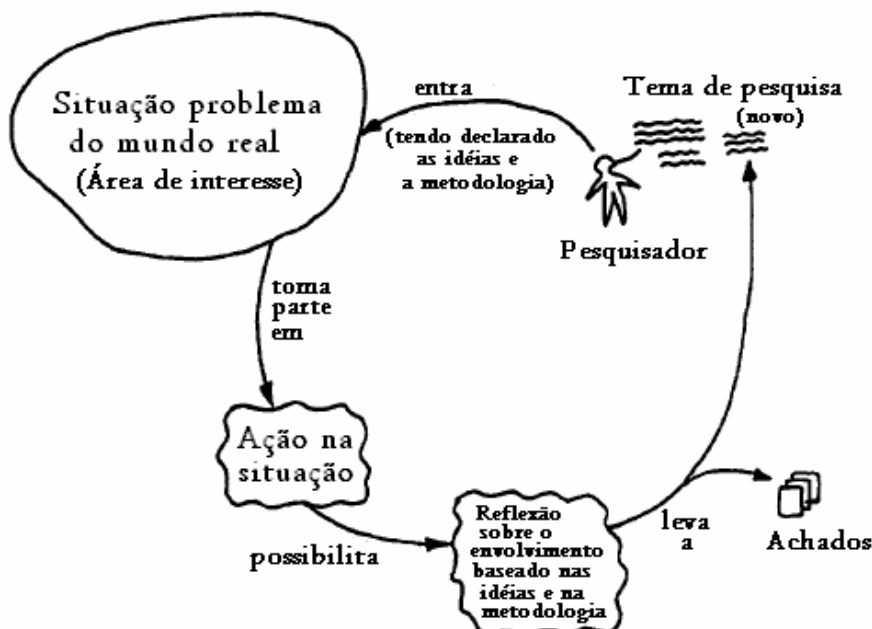 Situação problema
do mundo real
(Área de interesse)
entra
(tendo declarado
as idéias e
a metodologia)
Tema de pesquisa
(novo)
Pesquisador
toma
parte
em
Ação na
situação
possibilita
Reflexão
sobre o
envolvimento
baseado nas
idéias e na
metodologia
leva
a
Achados